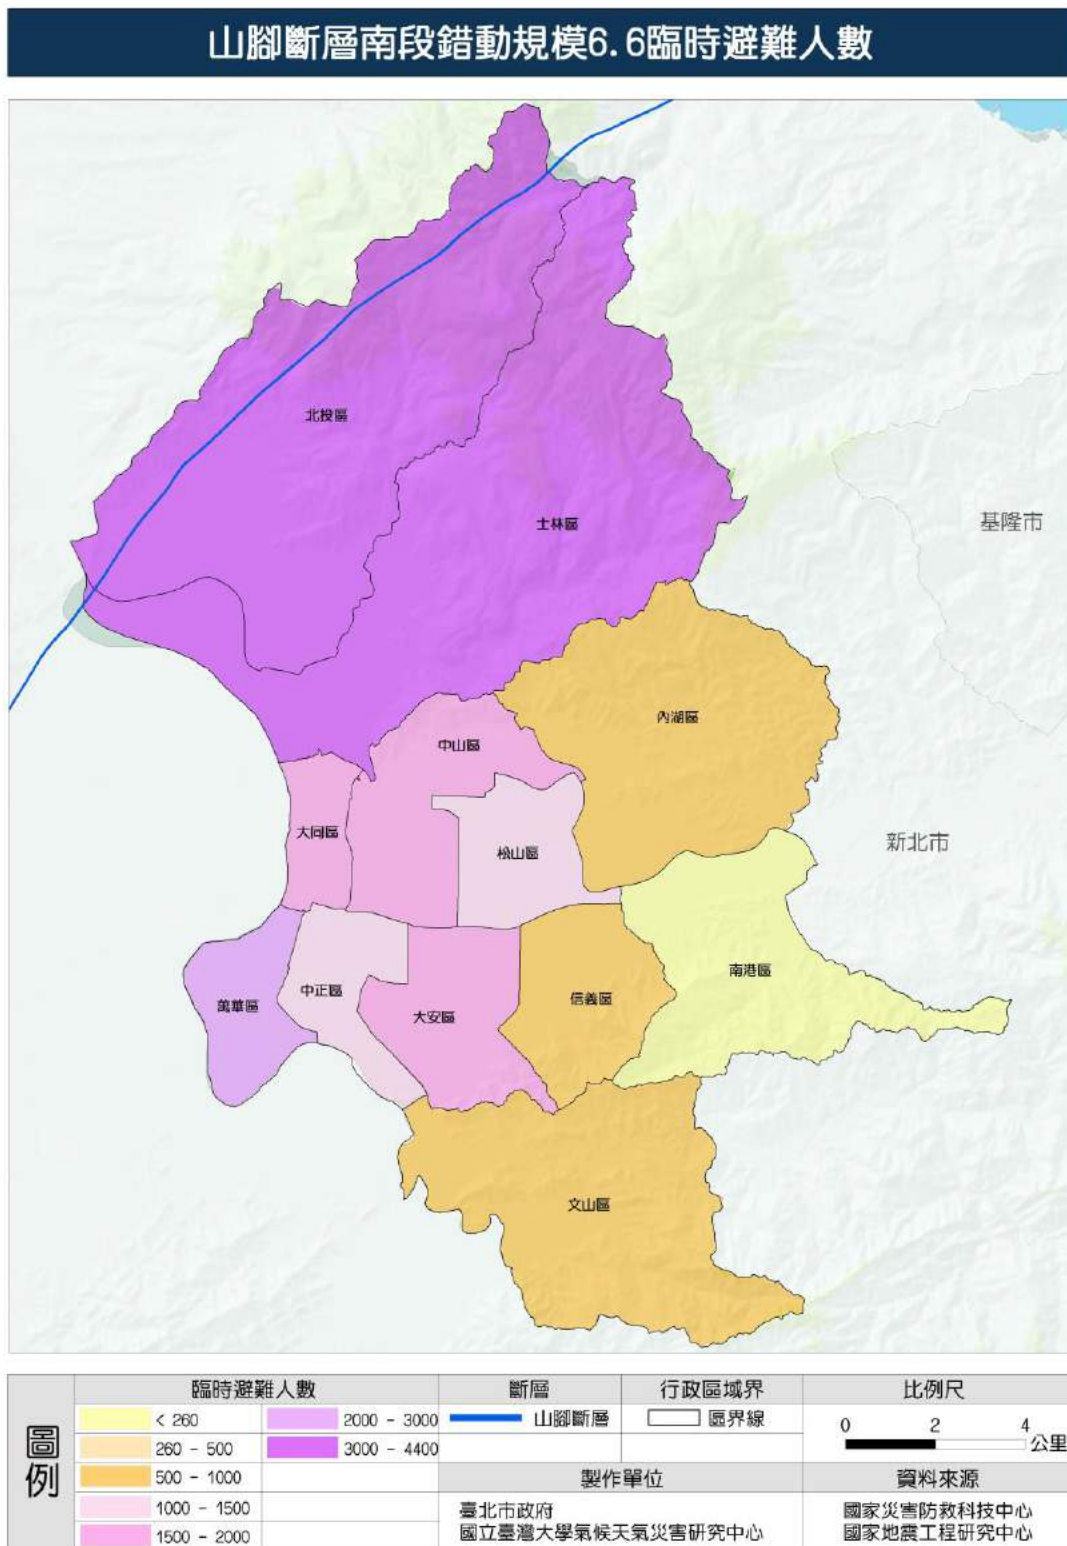 山腳斷層南段錯動規模6.6臨時避難人數
北投區
士林區
基隆市
內湖區
中山區
大同區
松山區
新北市
南港區
中正區
信義區
萬華區
大安區
文山區
圖例
臨時避難人數
斷層
行政區域界
比例尺
< 260
2000 - 3000
山腳斷層
區界線
0 2 4
公里
260 - 500
3000 - 4400
500 - 1000
製作單位
資料來源
1000 - 1500
臺北市政府
國家災害防救科技中心
1500 - 2000
國立臺灣大學氣候天氣災害研究中心
國家地震工程研究中心